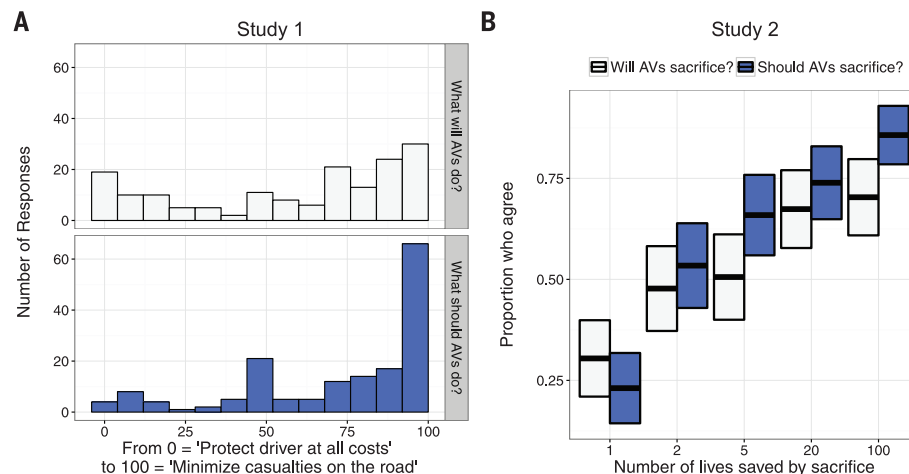 A
Study 1
Number of Responses
60
40
20
0
What will AVs do?
60
40
20
0
What should AVs do?
0
25
50
75
100
From 0 = 'Protect driver at all costs'
to 100 = 'Minimize casualties on the road'
B
Study 2
Will AVs sacrifice?
Should AVs sacrifice?
Proportion who agree
0.75
0.50
0.25
1
2
5
20
100
Number of lives saved by sacrifice